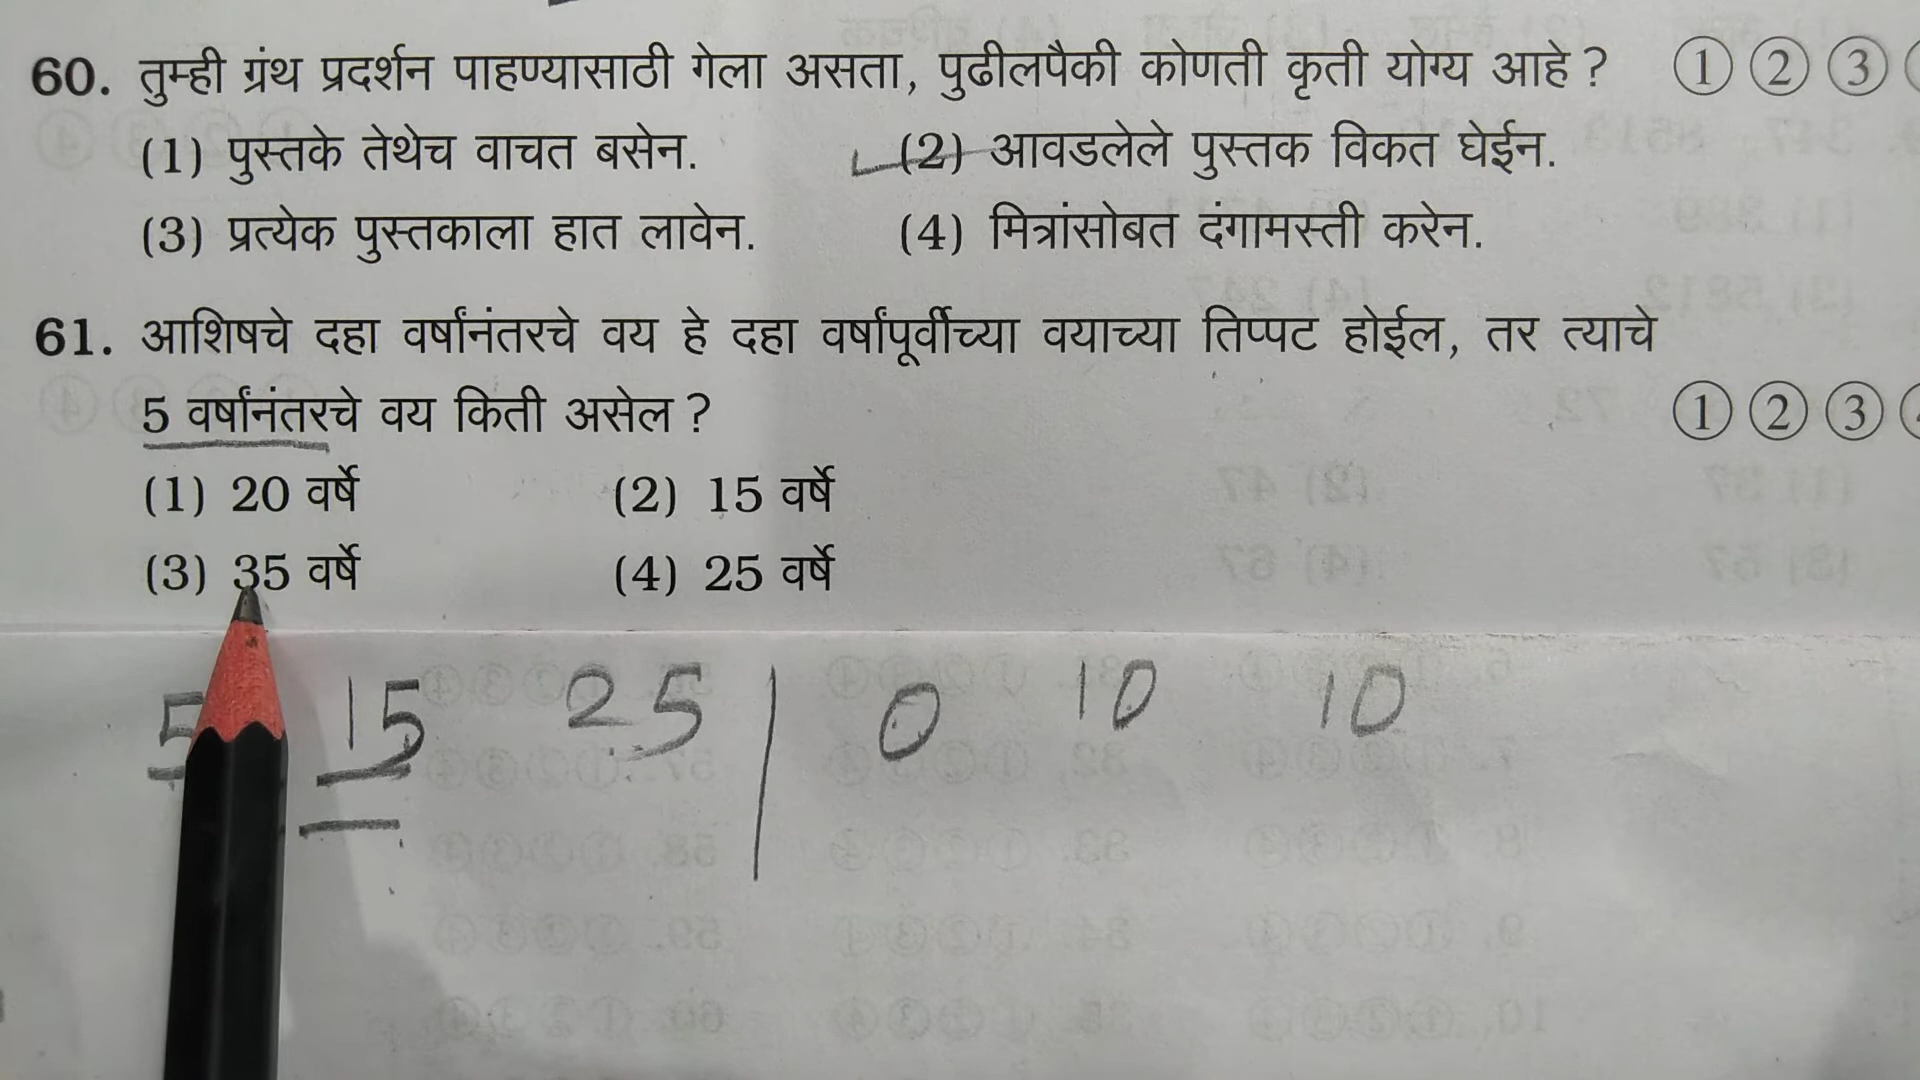 60. तुम्ही ग्रंथ प्रदर्शन पाहण्यासाठी गेला असता, पुढीलपैकी कोणती कृती योग्य आहे ? 1 2 3
(1) पुस्तके तेथेच वाचत बसेन. (2) आवडलेले पुस्तक विकत घेईन.
(3) प्रत्येक पुस्तकाला हात लावेन. (4) मित्रांसोबत दंगामस्ती करेन.
61. आशिषचे दहा वर्षांनंतरचे वय हे दहा वर्षांपूर्वीच्या वयाच्या तिप्पट होईल, तर त्याचे
5 वर्षांनंतरचे वय किती असेल ? 1 2 3
(1) 20 वर्षे (2) 15 वर्षे
(3) 35 वर्षे (4) 25 वर्षे
5 15 25 | 0 10 10